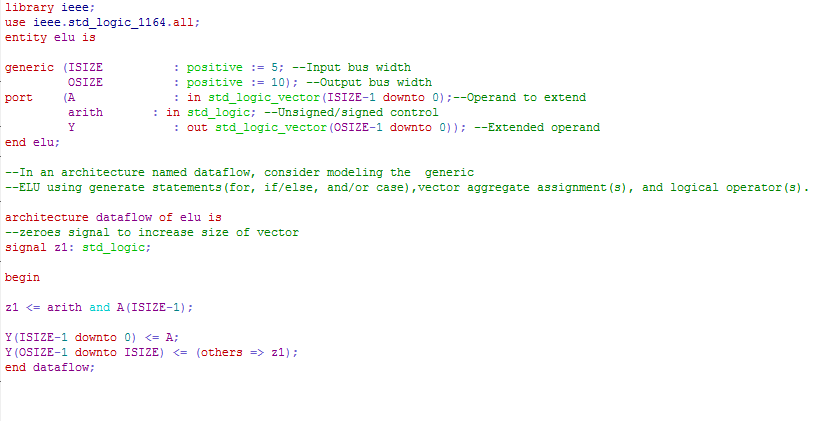 library ieee;
use ieee.std_logic_1164.all;
entity elu is
generic (ISIZE : positive := 5; --Input bus width
OSIZE : positive := 10); --Output bus width
port (A : in std_logic_vector(ISIZE-1 downto 0);--Operand to extend
arith : in std_logic; --Unsigned/signed control
Y : out std_logic_vector(OSIZE-1 downto 0)); --Extended operand
end elu;
--In an architecture named dataflow, consider modeling the generic
--ELU using generate statements(for, if/else, and/or case),vector aggregate assignment(s), and logical operator(s).
architecture dataflow of elu is
--zeroes signal to increase size of vector
signal z1: std_logic;
begin
z1 <= arith and A(ISIZE-1);
Y(ISIZE-1 downto 0) <= A;
Y(OSIZE-1 downto ISIZE) <= (others => z1);
end dataflow;